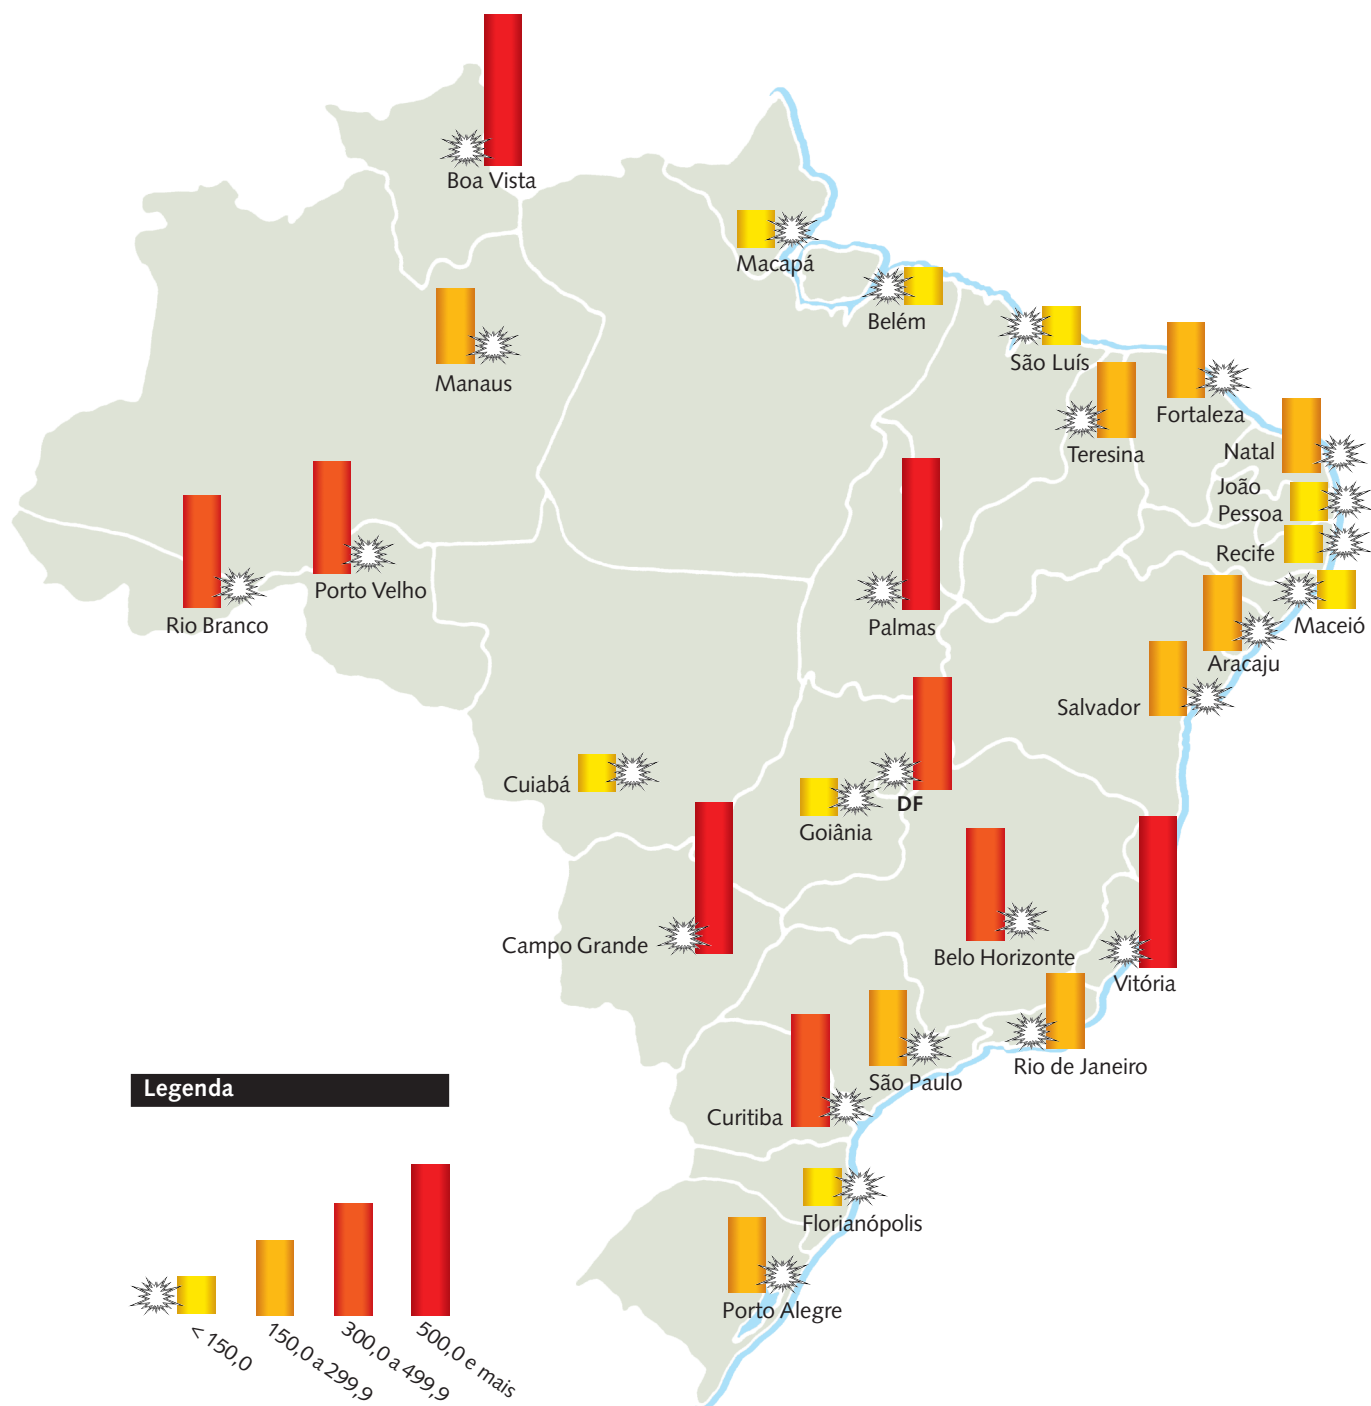 Boa Vista
Macapá
Belém
São Luís
Manaus
Fortaleza
Teresina
Natal
João
Pessoa
Recife
Porto Velho
Rio Branco
Palmas
Maceió
Aracaju
Salvador
Cuiabá
DF
Goiânia
Campo Grande
Belo Horizonte
Vitória
Rio de Janeiro
São Paulo
Curitiba
Florianópolis
Porto Alegre
Legenda
< 150,0
150,0 a 299,9
300,0 a 499,9
500,0 e mais